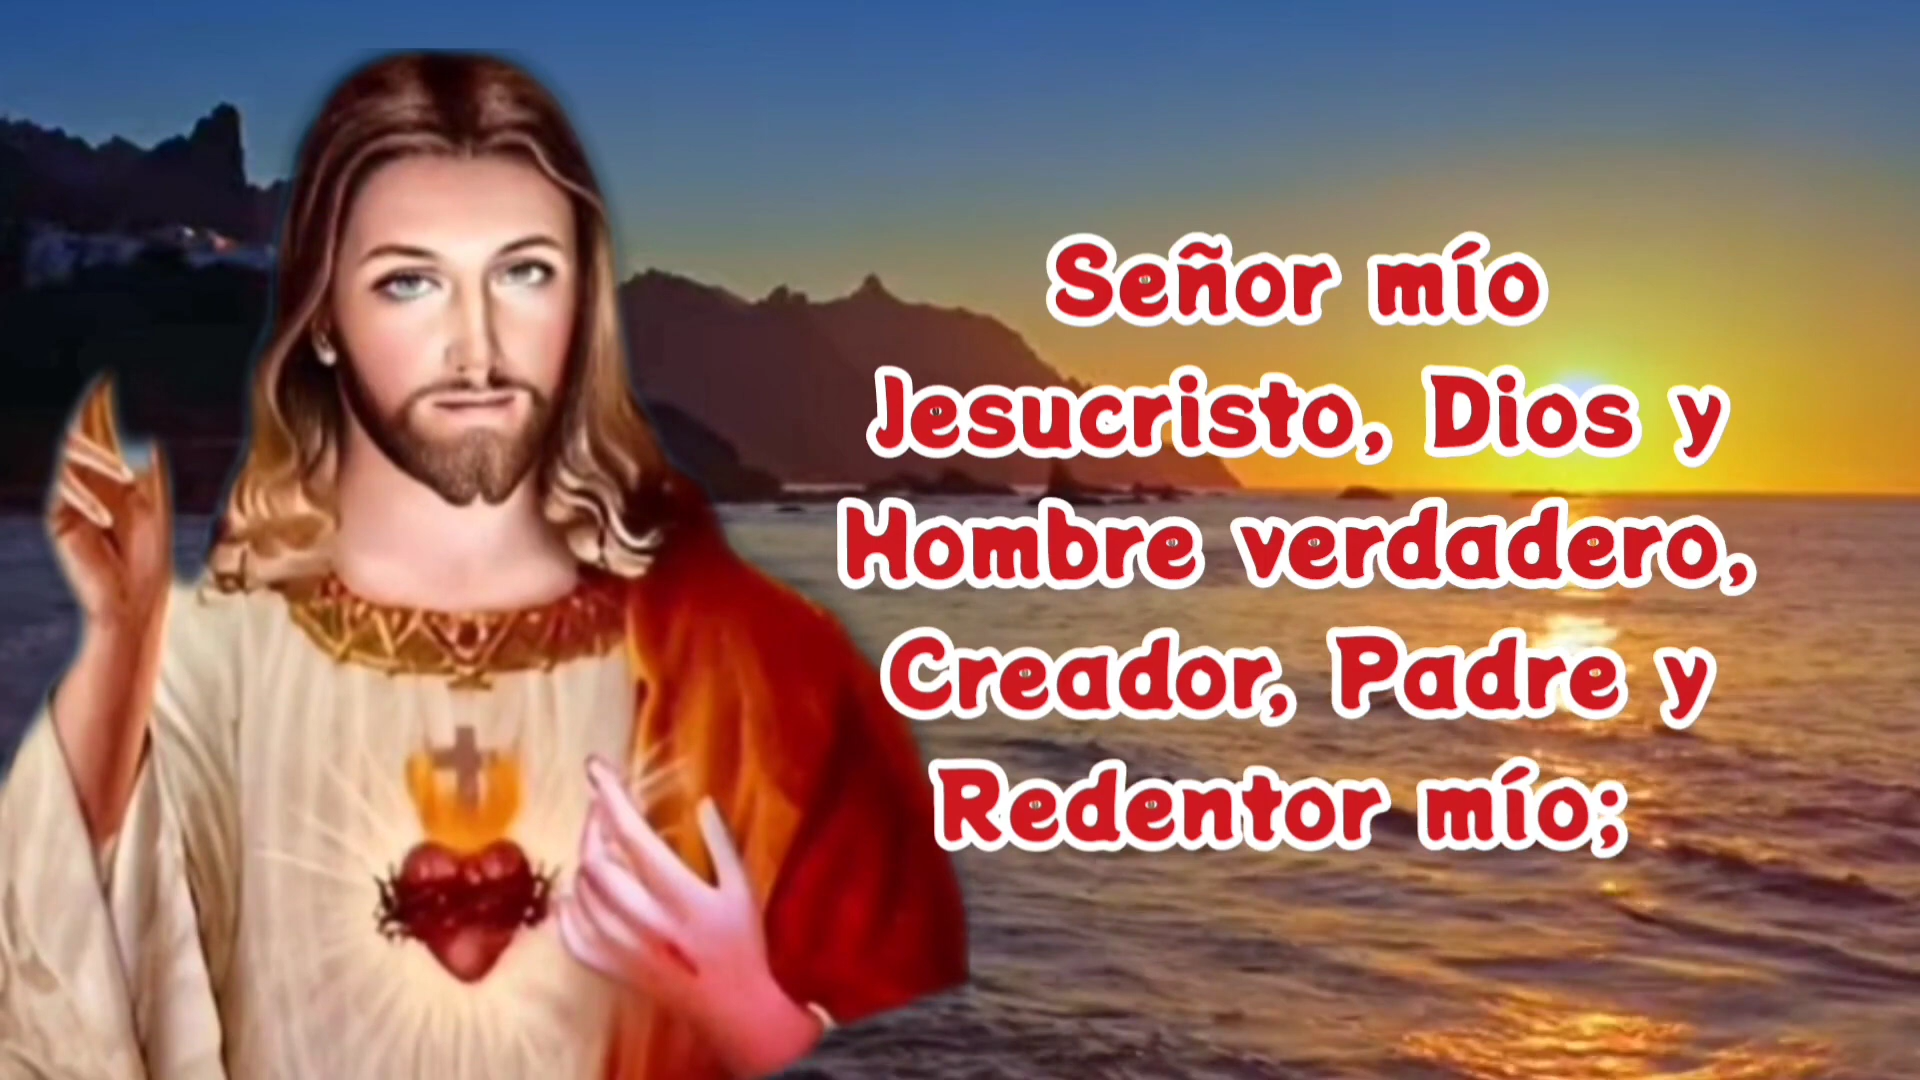 Señor mío
Jesucristo, Dios y
Hombre verdadero,
Creador, Padre y
Redentor mío;